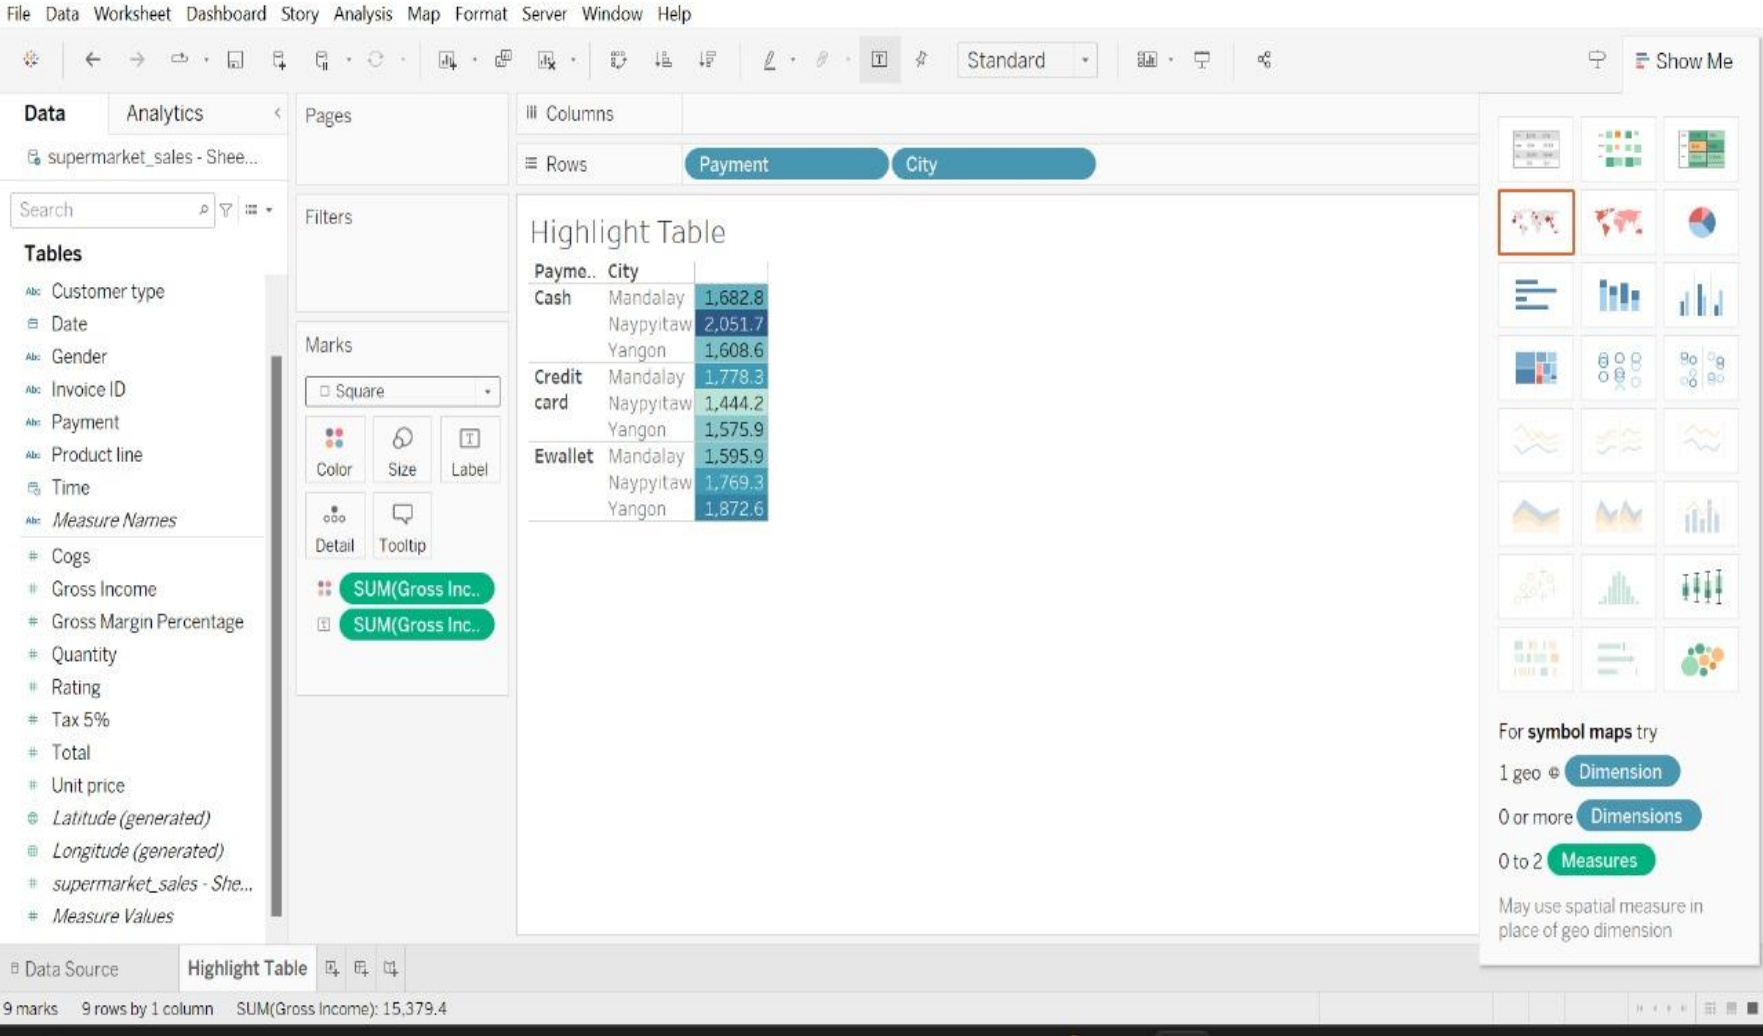 File Data Worksheet Dashboard Story Analysis Map Format Server Window Help
Standard
Show Me
Data Analytics
supermarket_sales - Shee...
Search
Tables
Customer type
Date
Gender
Invoice ID
Payment
Product line
Time
Measure Names
Cogs
Gross Income
Gross Margin Percentage
Quantity
Rating
Tax 5%
Total
Unit price
Latitude (generated)
Longitude (generated)
supermarket_sales - She...
Measure Values
Pages
Filters
Marks
Square
Color Size Label
Detail Tooltip
SUM(Gross Inc..
SUM(Gross Inc..
Columns
Rows Payment City
Highlight Table
Payme.. City
Cash Mandalay 1,682.8
Naypyitaw 2,051.7
Yangon 1,608.6
Credit Mandalay 1,778.3
card Naypyitaw 1,444.2
Yangon 1,575.9
Ewallet Mandalay 1,595.9
Naypyitaw 1,769.3
Yangon 1,872.6
For symbol maps try
1 geo Dimension
0 or more Dimensions
0 to 2 Measures
May use spatial measure in
place of geo dimension
Data Source Highlight Table
9 marks 9 rows by 1 column SUM(Gross Income): 15,379.4